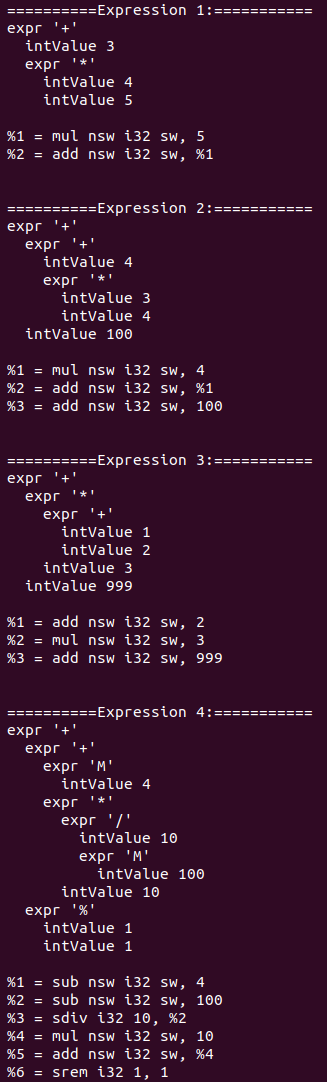 ==========Expression 1:===========
expr '+'
  intValue 3
  expr '*'
    intValue 4
    intValue 5

%1 = mul nsw i32 sw, 5
%2 = add nsw i32 sw, %1


==========Expression 2:===========
expr '+'
  expr '+'
    intValue 4
    expr '*'
      intValue 3
      intValue 4
  intValue 100

%1 = mul nsw i32 sw, 4
%2 = add nsw i32 sw, %1
%3 = add nsw i32 sw, 100


==========Expression 3:===========
expr '+'
  expr '*'
    expr '+'
      intValue 1
      intValue 2
    intValue 3
  intValue 999

%1 = add nsw i32 sw, 2
%2 = mul nsw i32 sw, 3
%3 = add nsw i32 sw, 999


==========Expression 4:===========
expr '+'
  expr '+'
    expr 'M'
      intValue 4
    expr '*'
      expr '/'
        intValue 10
        expr 'M'
          intValue 100
      intValue 10
  expr '%'
    intValue 1
    intValue 1

%1 = sub nsw i32 sw, 4
%2 = sub nsw i32 sw, 100
%3 = sdiv i32 10, %2
%4 = mul nsw i32 sw, 10
%5 = add nsw i32 sw, %4
%6 = srem i32 1, 1